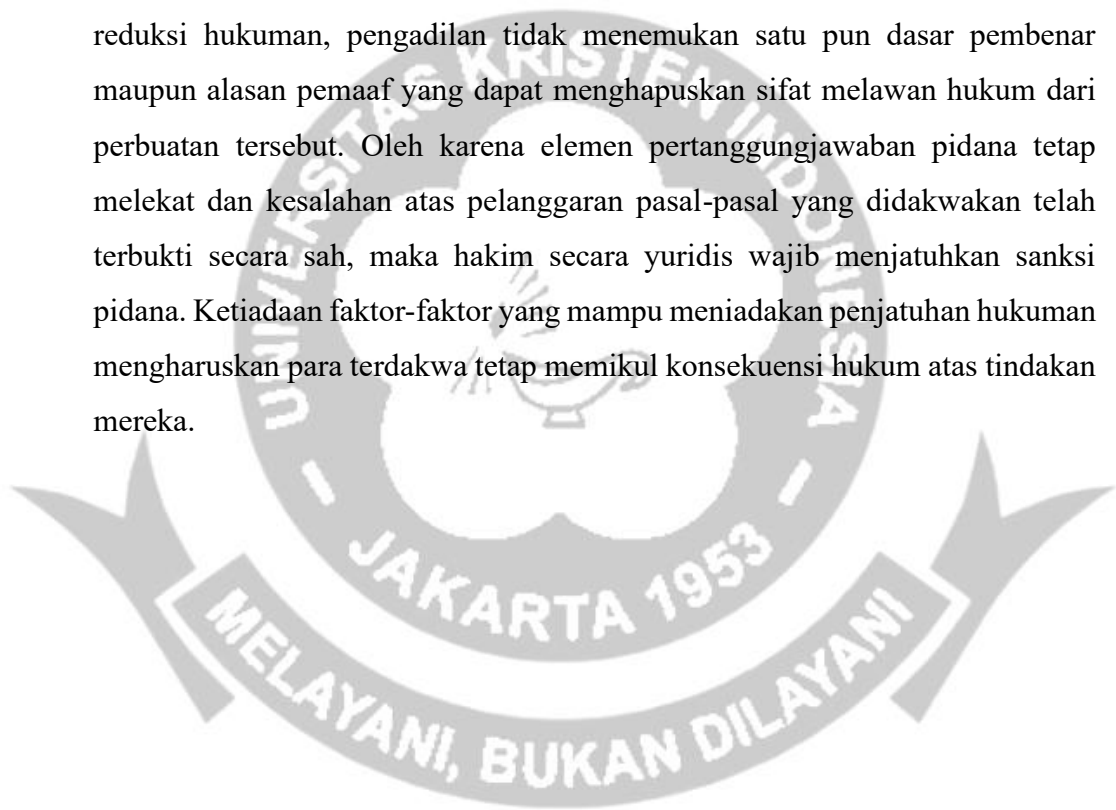 reduksi hukuman, pengadilan tidak menemukan satu pun dasar pembenar
maupun alasan pemaaf yang dapat menghapuskan sifat melawan hukum dari
perbuatan tersebut. Oleh karena elemen pertanggungjawaban pidana tetap
melekat dan kesalahan atas pelanggaran pasal-pasal yang didakwakan telah
terbukti secara sah, maka hakim secara yuridis wajib menjatuhkan sanksi
pidana. Ketiadaan faktor-faktor yang mampu meniadakan penjatuhan hukuman
mengharuskan para terdakwa tetap memikul konsekuensi hukum atas tindakan
mereka.
UNIVERSITAS KRISTEN INDONESIA
- JAKARTA 1953 -
MELAYANI, BUKAN DILAYANI